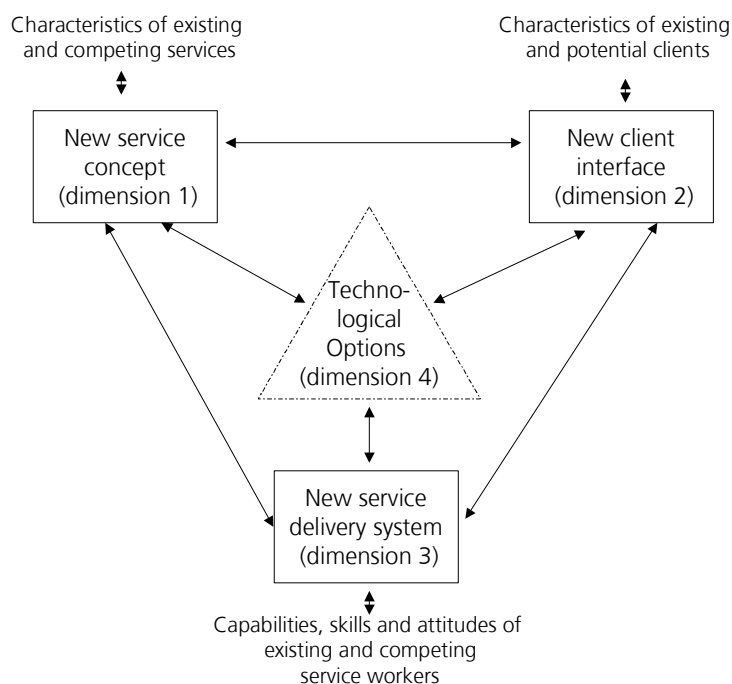 Characteristics of existing
and competing services
Characteristics of existing
and potential clients
New service
concept
(dimension 1)
New client
interface
(dimension 2)
Techno-
logical
Options
(dimension 4)
New service
delivery system
(dimension 3)
Capabilities, skills and attitudes of
existing and competing
service workers